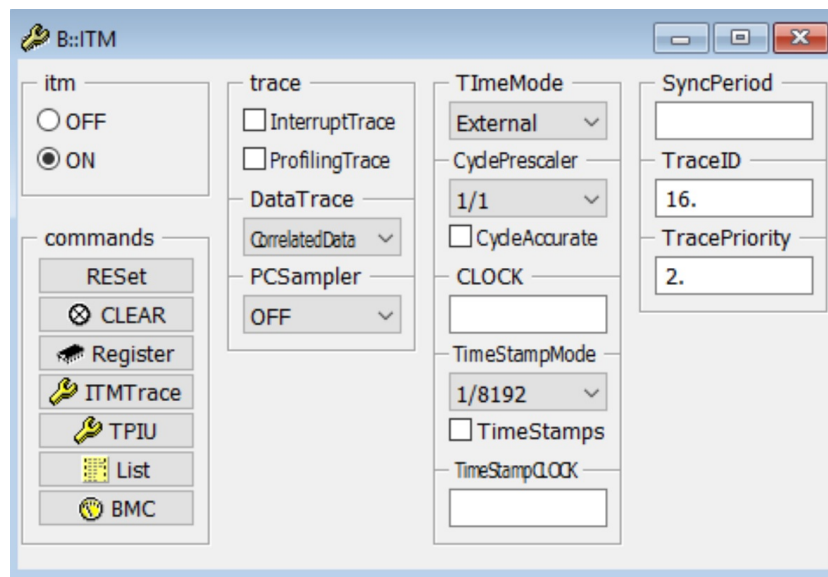 B::ITM
itm
OFF
ON
commands
RESet
CLEAR
Register
ITMTrace
TPIU
List
BMC
trace
InterruptTrace
ProfilingTrace
DataTrace
CorrelatedData
PCSampler
OFF
TImeMode
External
CyclePrescaler
1/1
CycleAccurate
CLOCK
TimeStampMode
1/8192
TimeStamps
TimeStampCLOCK
SyncPeriod
TraceID
16.
TracePriority
2.